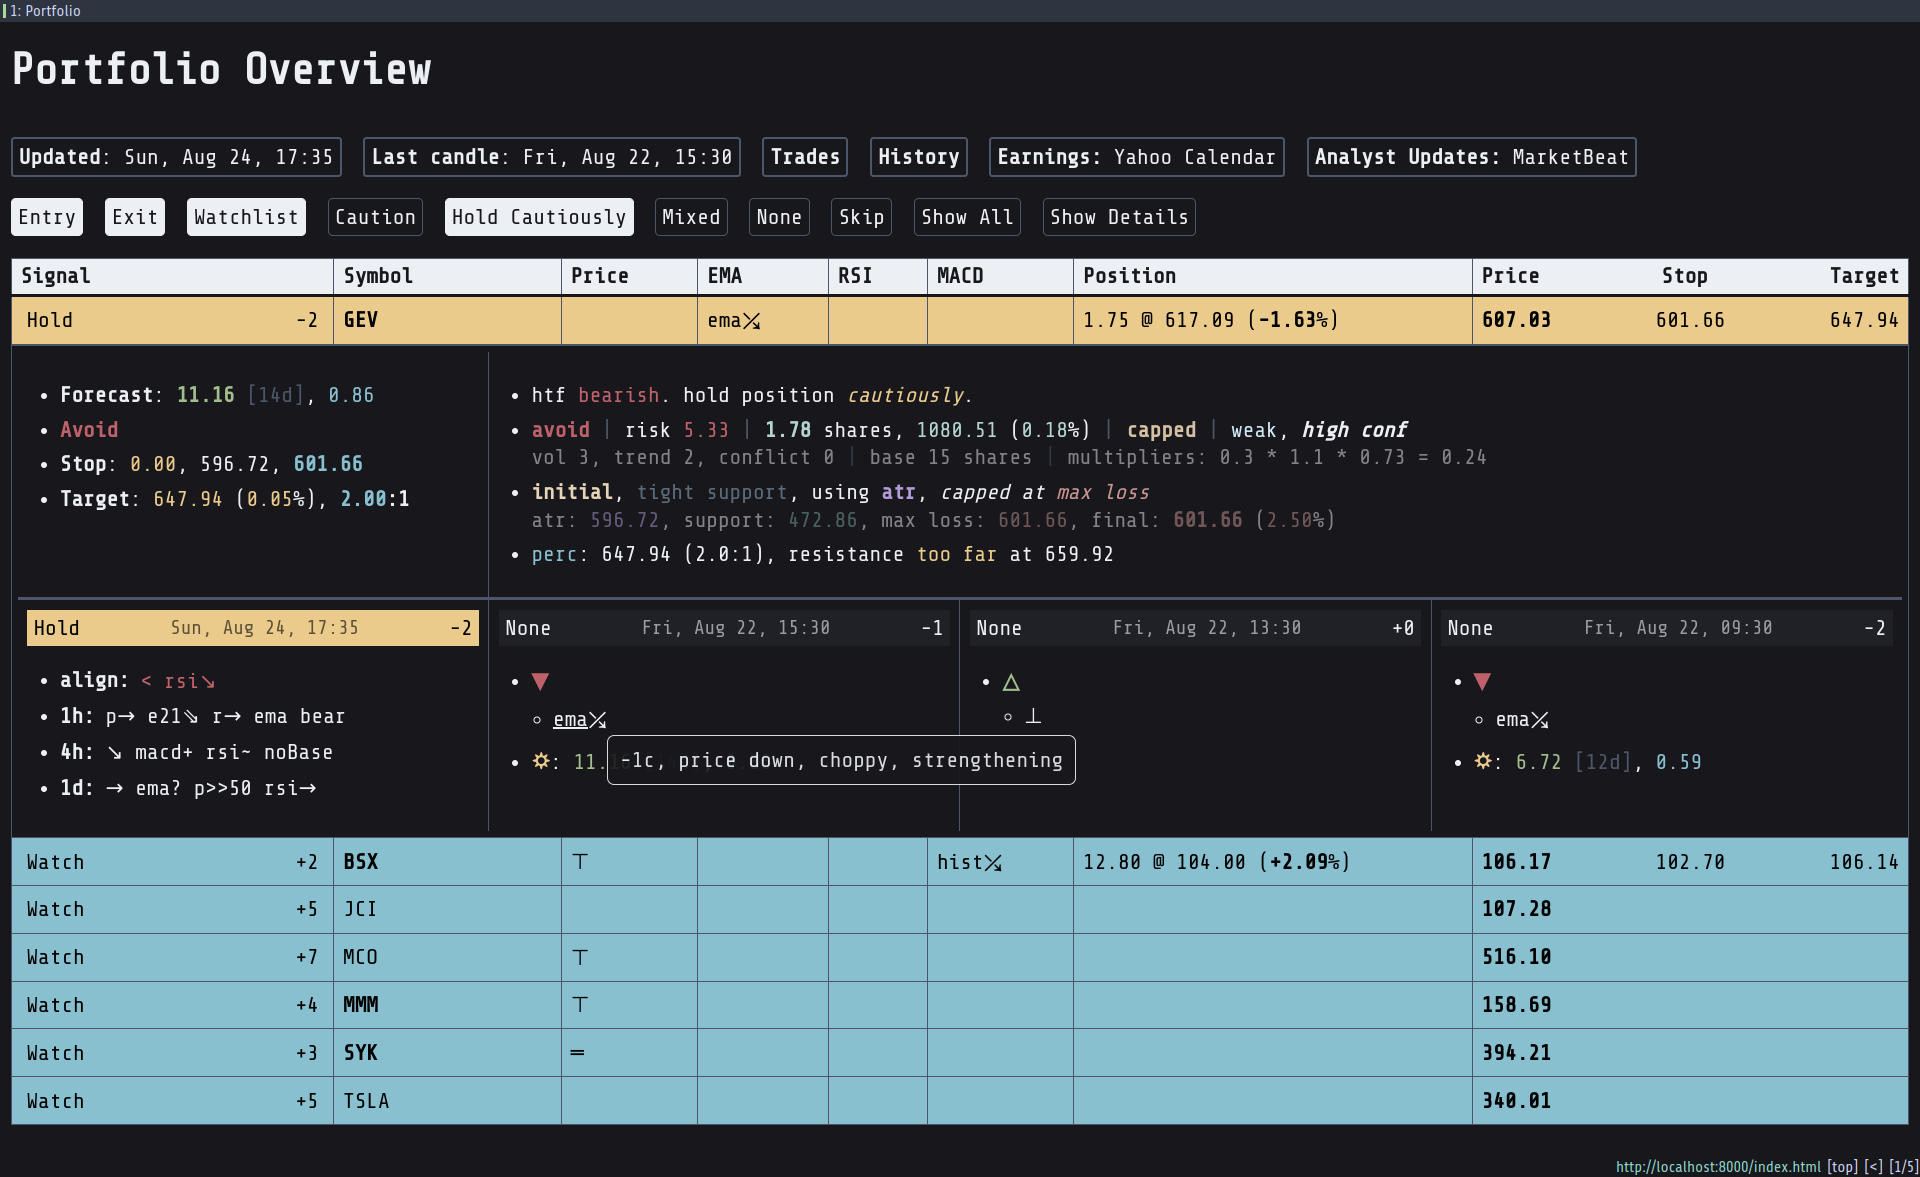 1: Portfolio
Portfolio Overview
Updated: Sun, Aug 24, 17:35 Last candle: Fri, Aug 22, 15:30 Trades History Earnings: Yahoo Calendar Analyst Updates: MarketBeat
Entry Exit Watchlist Caution Hold Cautiously Mixed None Skip Show All Show Details
Signal Symbol Price EMA RSI MACD Position Price Stop Target
Hold -2 GEV ema⤰ 1.75 @ 617.09 (-1.63%) 607.03 601.66 647.94
• Forecast: 11.16 [14d], 0.86
• Avoid
• Stop: 0.00, 596.72, 601.66
• Target: 647.94 (0.05%), 2.00:1
• htf bearish. hold position cautiously.
• avoid | risk 5.33 | 1.78 shares, 1080.51 (0.18%) | capped | weak, high conf
vol 3, trend 2, conflict 0 | base 15 shares | multipliers: 0.3 * 1.1 * 0.73 = 0.24
• initial, tight support, using atr, capped at max loss
atr: 596.72, support: 472.86, max loss: 601.66, final: 601.66 (2.50%)
• perc: 647.94 (2.0:1), resistance too far at 659.92
Hold Sun, Aug 24, 17:35 -2
• align: < rsi↘
• 1h: p→ e21⇘ r→ ema bear
• 4h: ↘ macd+ rsi~ noBase
• 1d: → ema? p>>50 rsi→
None Fri, Aug 22, 15:30 -1
• ▼
◦ ema⤰
• ☼: 11.
-1c, price down, choppy, strengthening
None Fri, Aug 22, 13:30 +0
• △
◦ ⊥
None Fri, Aug 22, 09:30 -2
• ▼
◦ ema⤰
• ☼: 6.72 [12d], 0.59
Watch +2 BSX ⊤ hist⤰ 12.80 @ 104.00 (+2.09%) 106.17 102.70 106.14
Watch +5 JCI 107.28
Watch +7 MCO ⊤ 516.10
Watch +4 MMM ⊤ 158.69
Watch +3 SYK = 394.21
Watch +5 TSLA 340.01
http://localhost:8000/index.html [top] [<] [1/5]